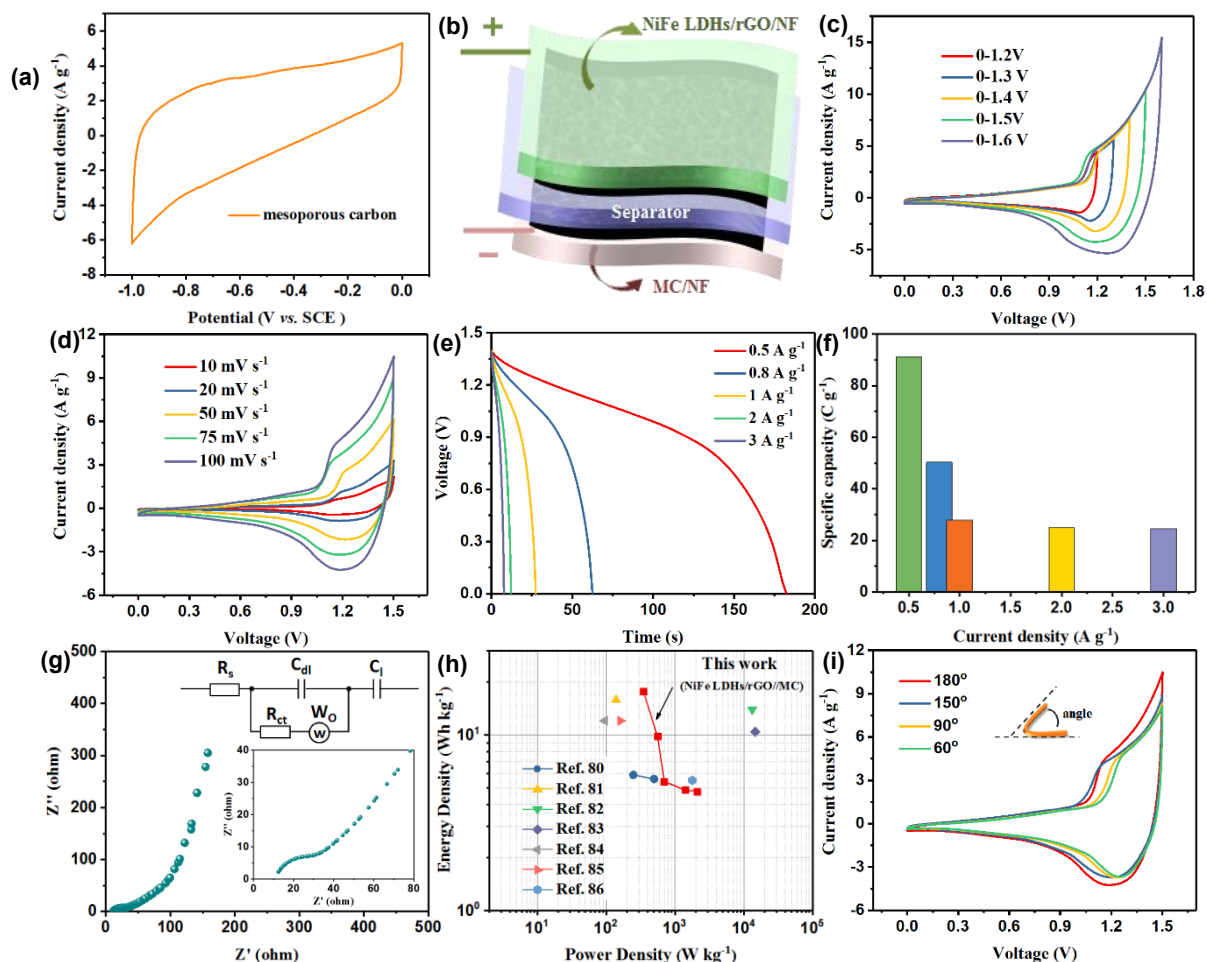 (a)
Current density (A g⁻¹)
6
4
2
0
-2
-4
-6
-8
-1.0 -0.8 -0.6 -0.4 -0.2 0.0
mesoporous carbon
Potential (V vs. SCE )
(b)
+
NiFe LDHs/rGO/NF
Separator
−
MC/NF
(c)
Current density (A g⁻¹)
15
10
5
0
-5
0-1.2V
0-1.3 V
0-1.4 V
0-1.5V
0-1.6 V
0.0 0.3 0.6 0.9 1.2 1.5 1.8
Voltage (V)
(d)
Current density (A g⁻¹)
12
9
6
3
0
-3
-6
10 mV s⁻¹
20 mV s⁻¹
50 mV s⁻¹
75 mV s⁻¹
100 mV s⁻¹
0.0 0.3 0.6 0.9 1.2 1.5
Voltage (V)
(e)
Voltage (V)
1.5
1.2
0.9
0.6
0.3
0.0
0.5 A g⁻¹
0.8 A g⁻¹
1 A g⁻¹
2 A g⁻¹
3 A g⁻¹
0 50 100 150 200
Time (s)
(f)
Specific capacity (C g⁻¹)
100
80
60
40
20
0
0.5 1.0 1.5 2.0 2.5 3.0
Current density (A g⁻¹)
(g)
Z'' (ohm)
500
400
300
200
100
0
Rs
Cdl
Cl
Rct
WO
W
Z'' (ohm)
40
30
20
10
0
0 20 40 60 80
Z' (ohm)
0 100 200 300 400 500
Z' (ohm)
(h)
Energy Density (Wh kg⁻¹)
10¹
10⁰
This work
(NiFe LDHs/rGO//MC)
Ref. 80
Ref. 81
Ref. 82
Ref. 83
Ref. 84
Ref. 85
Ref. 86
10¹ 10² 10³ 10⁴ 10⁵
Power Density (W kg⁻¹)
(i)
Current density (A g⁻¹)
12
9
6
3
0
-3
-6
180°
150°
90°
60°
angle
0.0 0.3 0.6 0.9 1.2 1.5
Voltage (V)